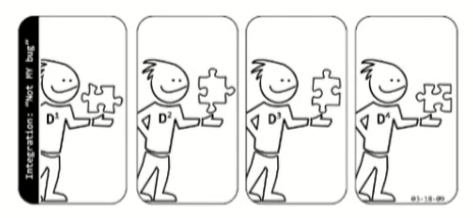 Integration: "Not MY bug"
D1
D2
D3
D4
03-18-09